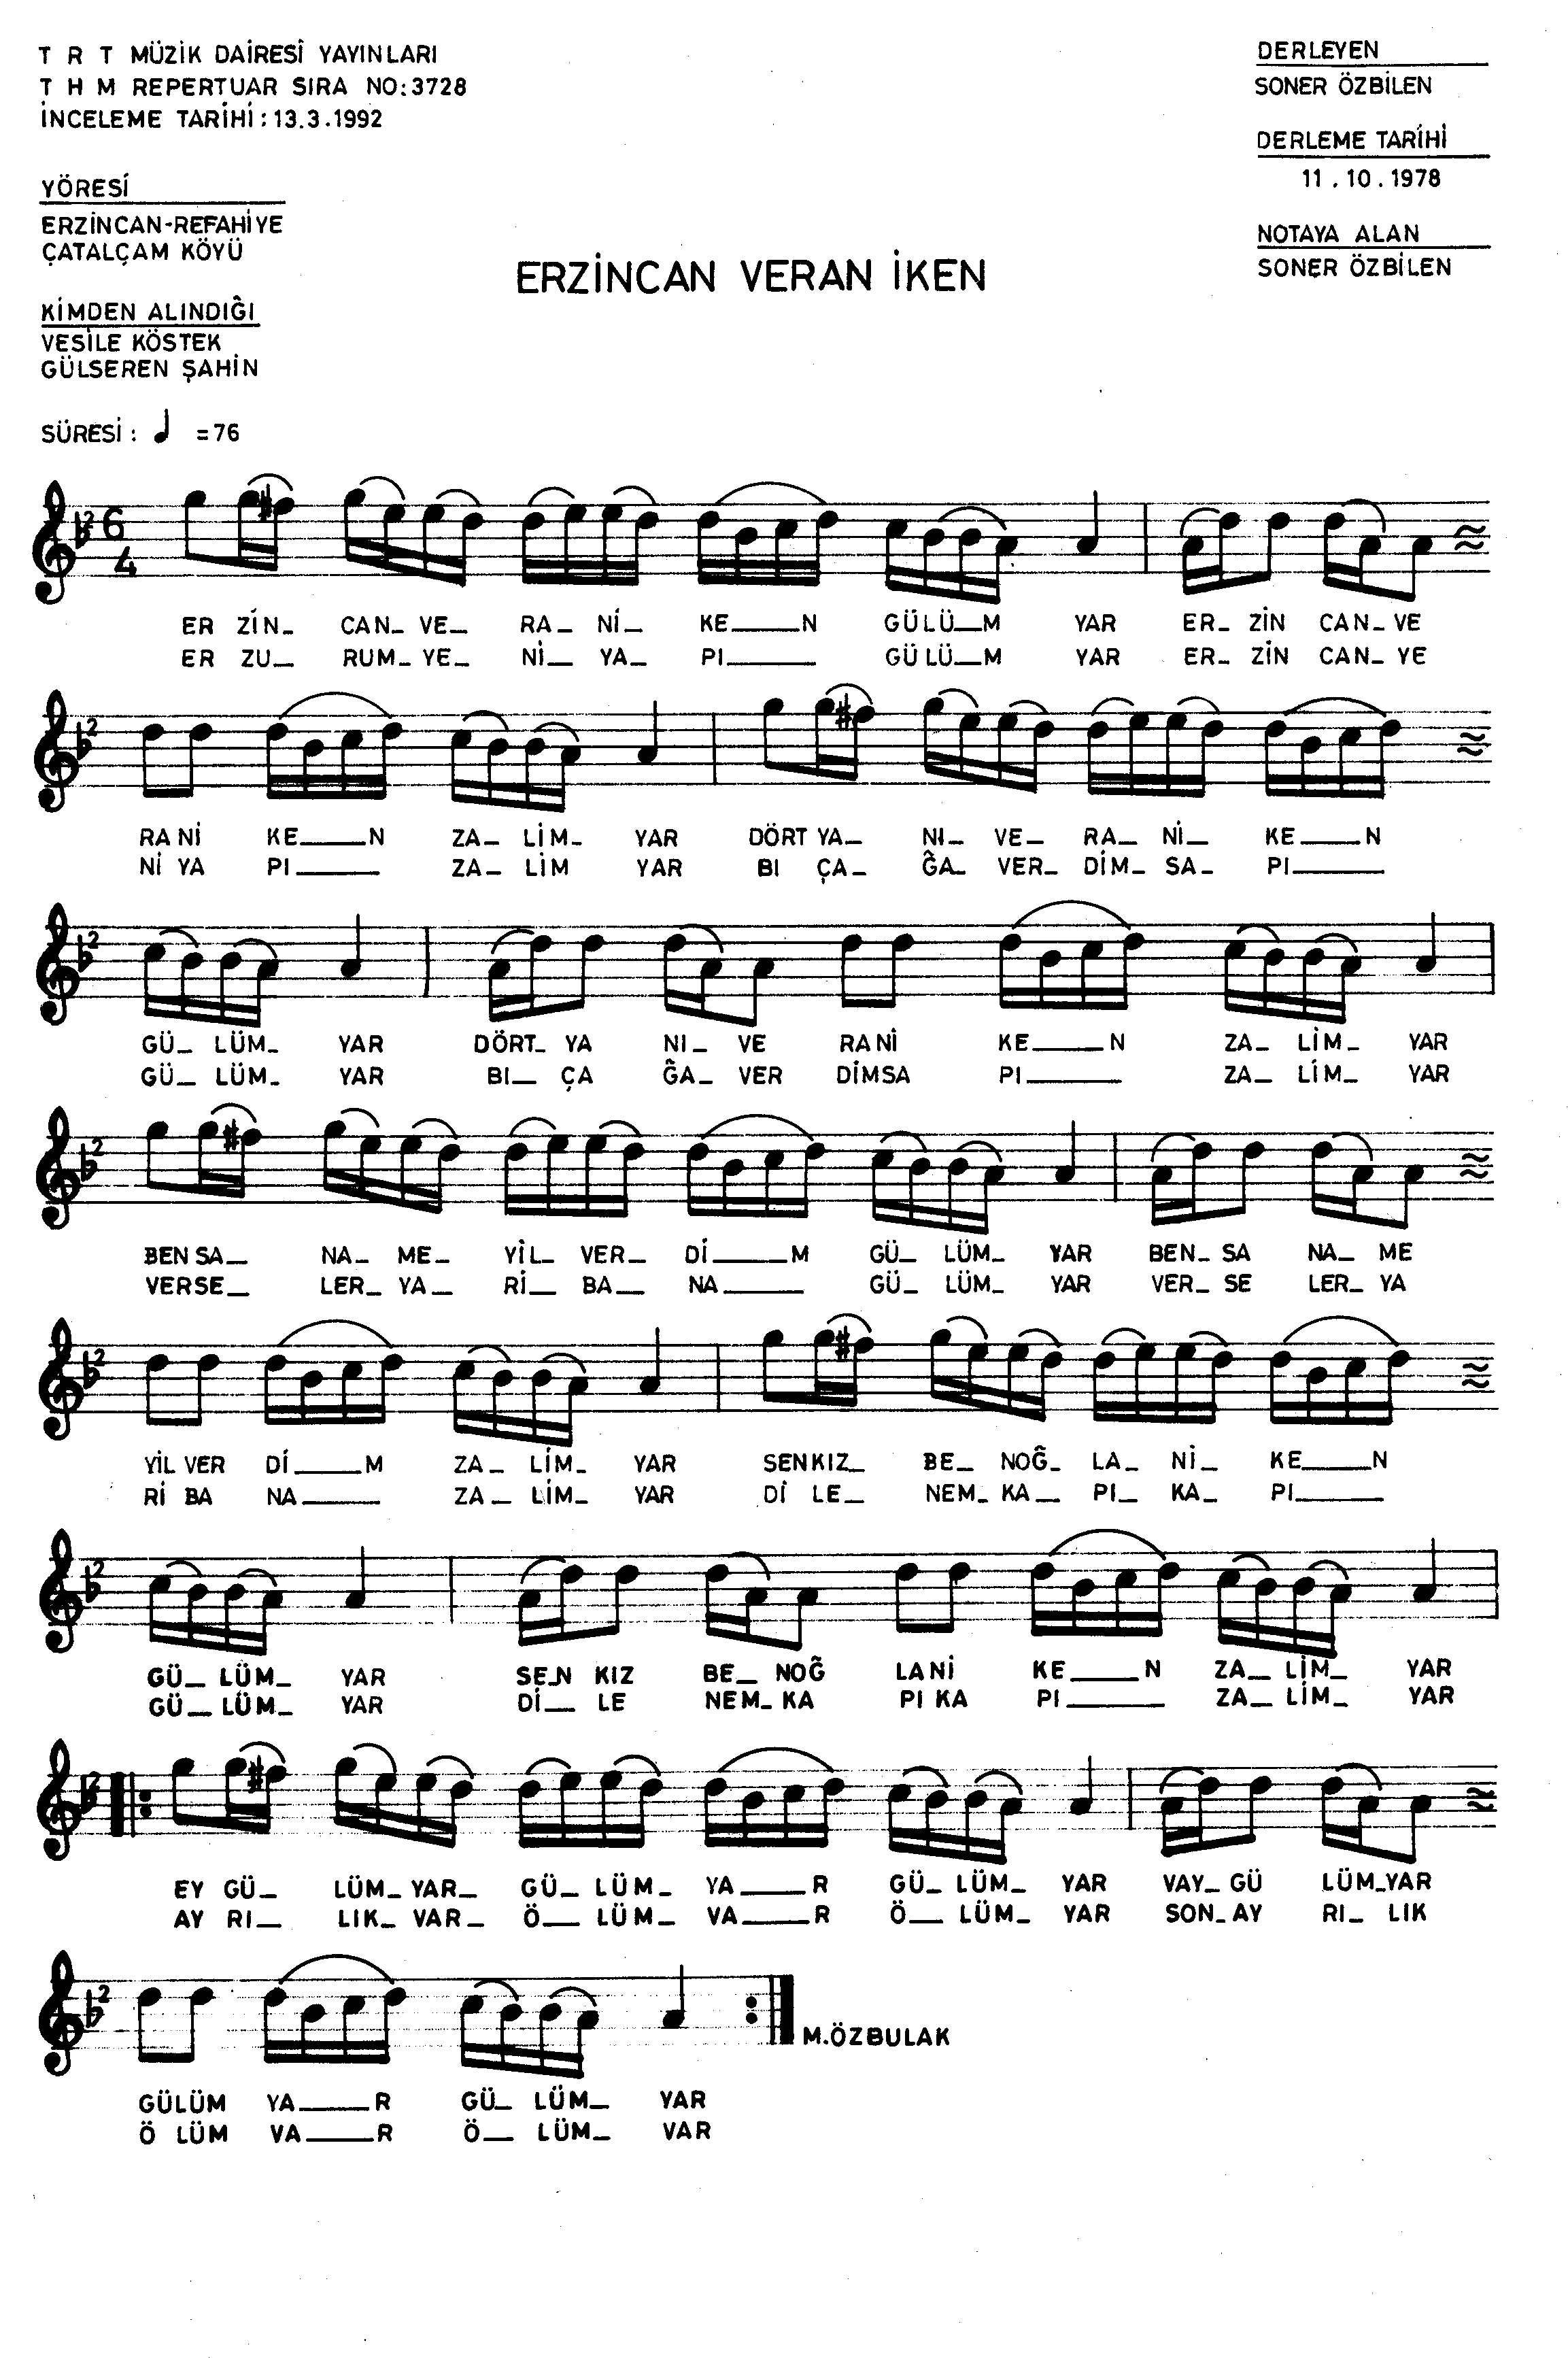 T R T MÜZİK DAİRESİ YAYINLARI
T H M REPERTUAR SIRA NO:3728
İNCELEME TARİHİ:13.3.1992
DERLEYEN
SONER ÖZBİLEN
DERLEME TARİHİ
11.10.1978
NOTAYA ALAN
SONER ÖZBİLEN
YÖRESİ
ERZİNCAN-REFAHİYE
ÇATALÇAM KÖYÜ
ERZİNCAN VERAN İKEN
KİMDEN ALINDIĞI
VESİLE KÖSTEK
GÜLSEREN ŞAHİN
SÜRESİ: ♩ =76
6
4
ER ZİN_ CAN_ VE_ RA_ Nİ_ KE___N GÜLÜ_M YAR ER_ ZİN CAN_ VE
ER ZU_ RUM_ YE_ Nİ_ YA_ PI___ GÜ LÜ_M YAR ER_ ZİN CAN_ YE
RA Nİ KE___N ZA_ LİM_ YAR DÖRT YA_ NI_ VE_ RA_ Nİ_ KE___N
Nİ YA PI___ ZA_ LİM YAR BI ÇA_ ĞA_ VER_ DİM_ SA_ PI___
GÜ_ LÜM_ YAR DÖRT_ YA NI_ VE RA Nİ KE___N ZA_ LİM_ YAR
GÜ_ LÜM_ YAR BI_ ÇA ĞA_ VER DİMSA PI___ ZA_ LİM_ YAR
BEN SA_ NA_ ME_ YİL_ VER_ Dİ___M GÜ_ LÜM_ YAR BEN_ SA NA_ ME
VERSE_ LER_ YA_ Rİ_ BA_ NA___ GÜ_ LÜM_ YAR VER_ SE LER_ YA
YİL VER Dİ___M ZA_ LİM_ YAR SENKIZ_ BE_ NOĞ_ LA_ Nİ_ KE___N
Rİ BA NA___ ZA_ LİM_ YAR Dİ LE_ NEM_ KA_ PI_ KA_ PI___
GÜ_ LÜM_ YAR SE_N KIZ BE_ NOĞ LA Nİ KE___N ZA_ LİM_ YAR
GÜ_ LÜM_ YAR Dİ_ LE NEM_ KA PI KA PI___ ZA_ LİM_ YAR
EY GÜ_ LÜM_ YAR_ GÜ_ LÜM_ YA___R GÜ_ LÜM_ YAR VAY_ GÜ LÜM_YAR
AY RI_ LIK_ VAR_ Ö_ LÜM_ VA___R Ö_ LÜM_ YAR SON_ AY RI_ LIK
M.ÖZBULAK
GÜLÜM YA___R GÜ_ LÜM_ YAR
Ö LÜM VA___R Ö_ LÜM_ VAR